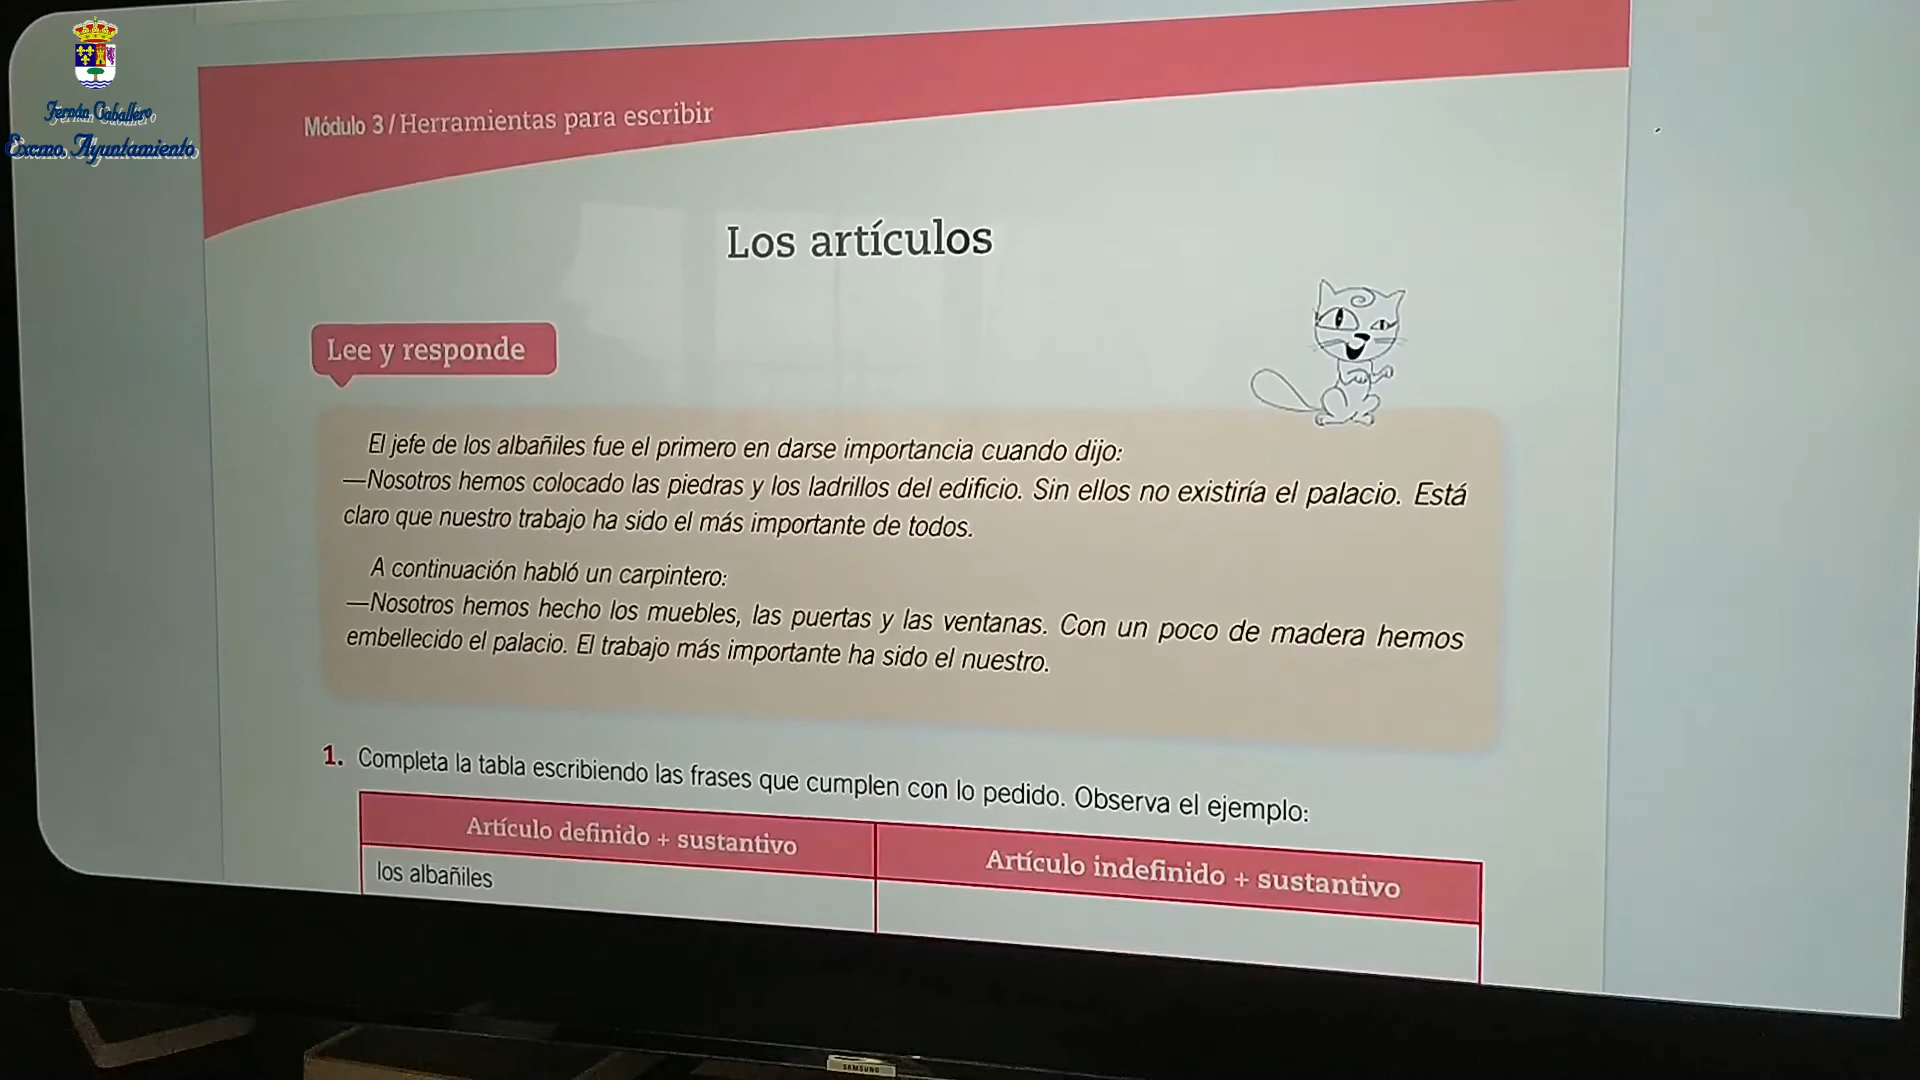 Fernán Caballero
Excmo. Ayuntamiento
Módulo 3 / Herramientas para escribir
Los artículos
Lee y responde
El jefe de los albañiles fue el primero en darse importancia cuando dijo:
—Nosotros hemos colocado las piedras y los ladrillos del edificio. Sin ellos no existiría el palacio. Está
claro que nuestro trabajo ha sido el más importante de todos.
A continuación habló un carpintero:
—Nosotros hemos hecho los muebles, las puertas y las ventanas. Con un poco de madera hemos
embellecido el palacio. El trabajo más importante ha sido el nuestro.
1. Completa la tabla escribiendo las frases que cumplen con lo pedido. Observa el ejemplo:
Artículo definido + sustantivo
Artículo indefinido + sustantivo
los albañiles
SAMSUNG